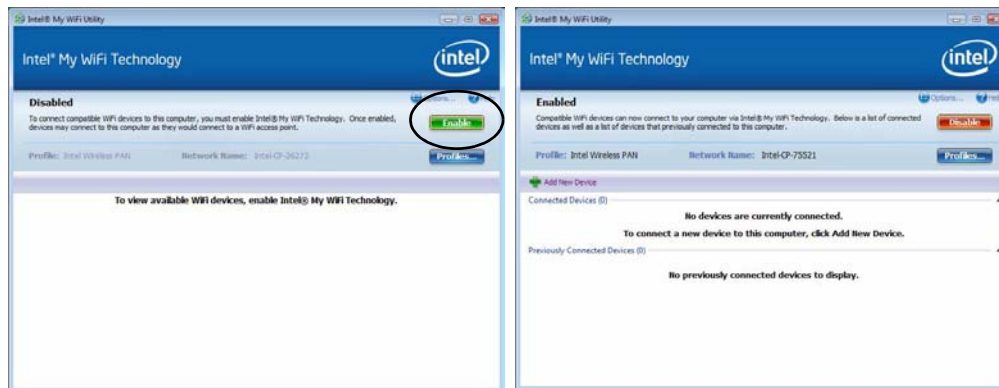 Intel® My WiFi Utility
Intel® My WiFi Technology
intel
Disabled
Options...
To connect compatible WiFi devices to this computer, you must enable Intel® My WiFi Technology. Once enabled,
devices may connect to this computer as they would connect to a WiFi access point.
Enable
Profile: Intel Wireless PAN Network Name: Intel-CP-26272
Profiles...
To view available WiFi devices, enable Intel® My WiFi Technology.
Intel® My WiFi Utility
Intel® My WiFi Technology
intel
Enabled
Options...
Compatible WiFi devices can now connect to your computer via Intel® My WiFi Technology. Below is a list of connected
devices as well as a list of devices that previously connected to this computer.
Disable
Profile: Intel Wireless PAN Network Name: Intel-CP-75521
Profiles...
Add New Device
Connected Devices (0)
No devices are currently connected.
To connect a new device to this computer, click Add New Device.
Previously Connected Devices (0)
No previously connected devices to display.